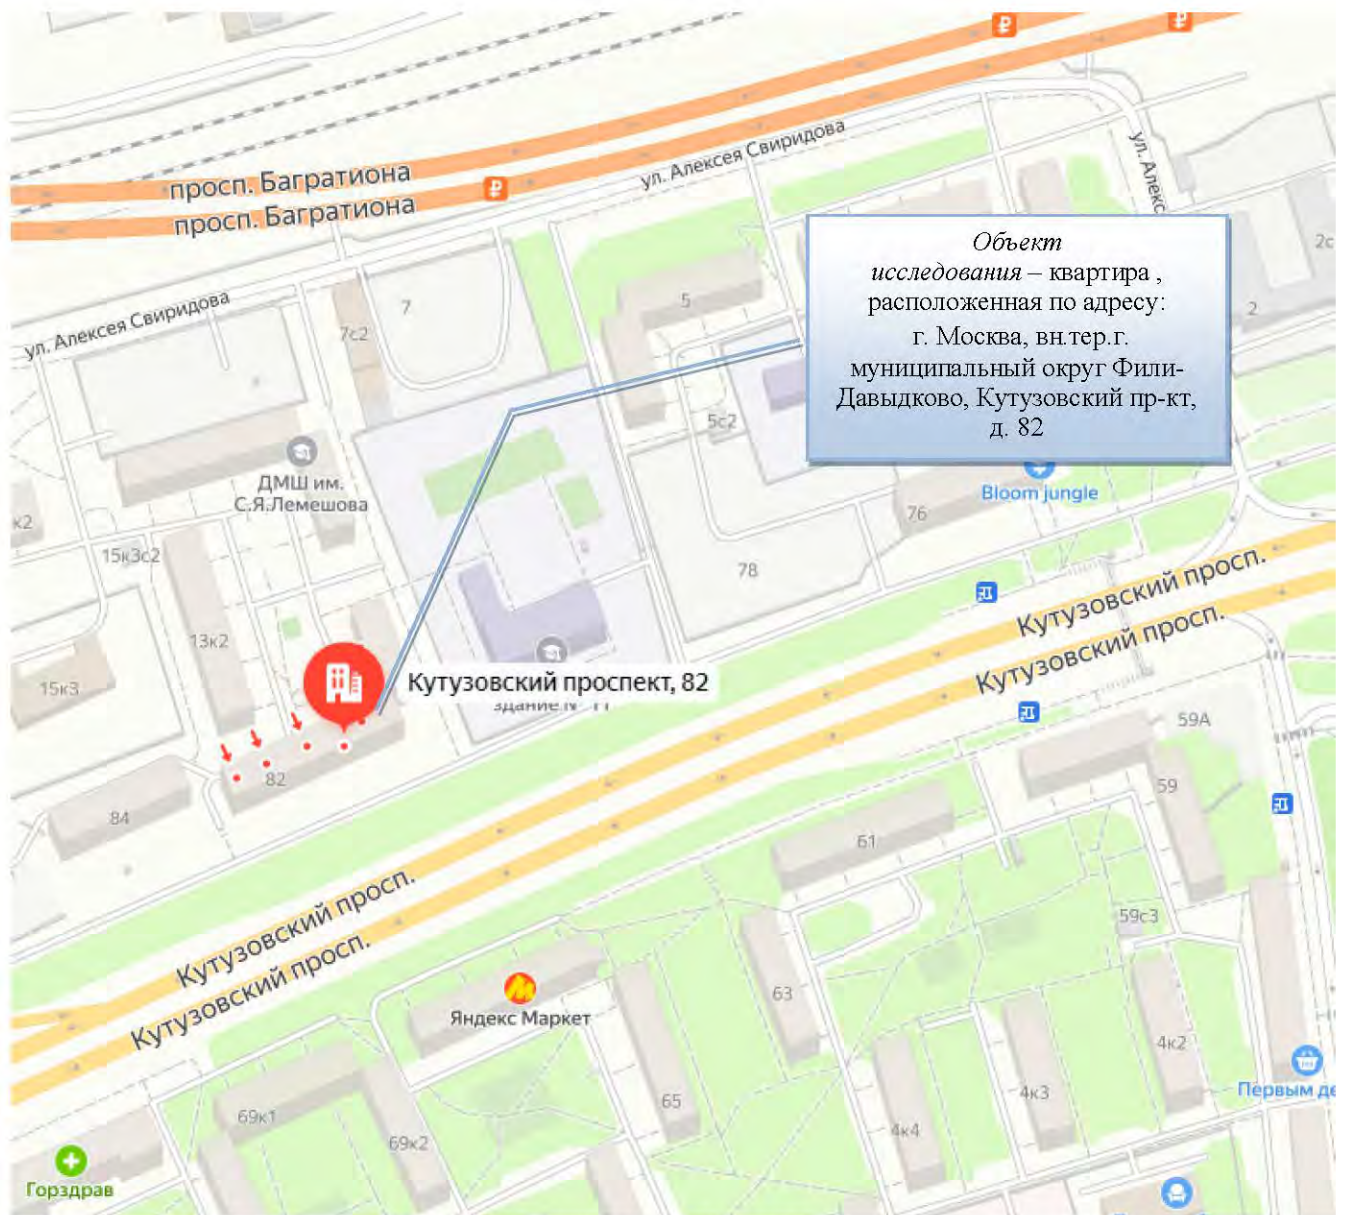 просп. Багратиона
просп. Багратиона
ул. Алексея Свиридова
ул. Алекс
ул. Алексея Свиридова
Объект
исследования – квартира ,
расположенная по адресу:
г. Москва, вн.тер.г.
муниципальный округ Фили-
Давыдково, Кутузовский пр-кт,
д. 82
2с
2
7
7с2
5
5с2
ДМШ им.
С.Я.Лемешова
к2
15к3с2
Bloom jungle
76
78
13к2
15к3
Кутузовский просп.
Кутузовский просп.
Кутузовский проспект, 82
здание №
82
84
59А
59
61
59с3
Кутузовский просп.
Кутузовский просп.
Яндекс Маркет
63
65
4к2
4к3
4к4
Первым де
69к1
69к2
Горздрав